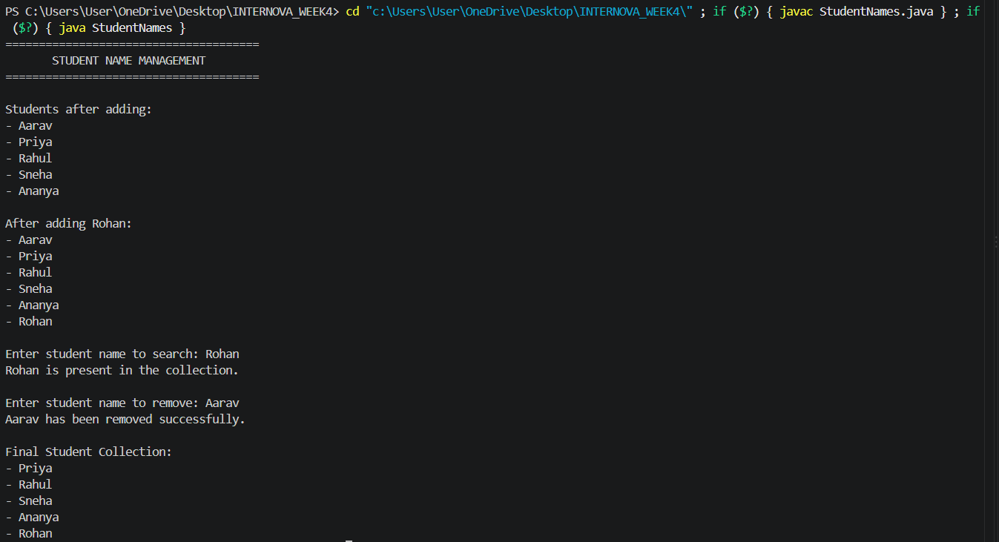 PS C:\Users\User\OneDrive\Desktop\INTERNOVA_WEEK4> cd "c:\Users\User\OneDrive\Desktop\INTERNOVA_WEEK4\" ; if ($?) { javac StudentNames.java } ; if
($?) { java StudentNames }
======================================
STUDENT NAME MANAGEMENT
======================================
Students after adding:
- Aarav
- Priya
- Rahul
- Sneha
- Ananya
After adding Rohan:
- Aarav
- Priya
- Rahul
- Sneha
- Ananya
- Rohan
Enter student name to search: Rohan
Rohan is present in the collection.
Enter student name to remove: Aarav
Aarav has been removed successfully.
Final Student Collection:
- Priya
- Rahul
- Sneha
- Ananya
- Rohan